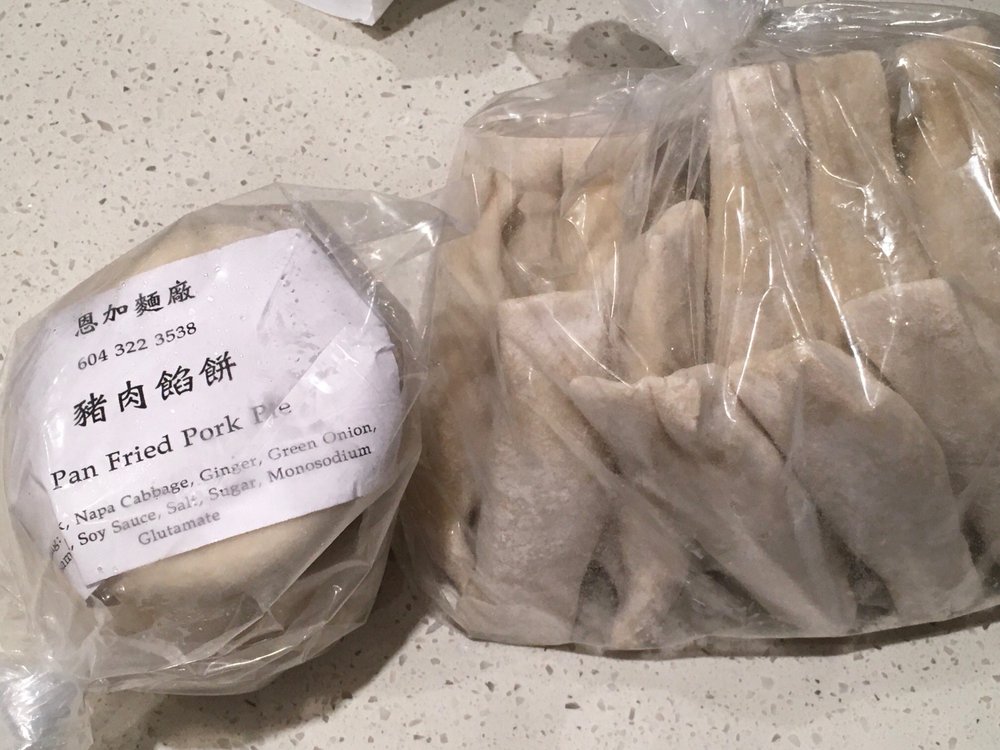 恩加麵廠
604 322 3538
豬肉餡餅
Pan Fried Pork Pie
, Napa Cabbage, Ginger, Green Onion,
, Soy Sauce, Salt, Sugar, Monosodium
Glutamate